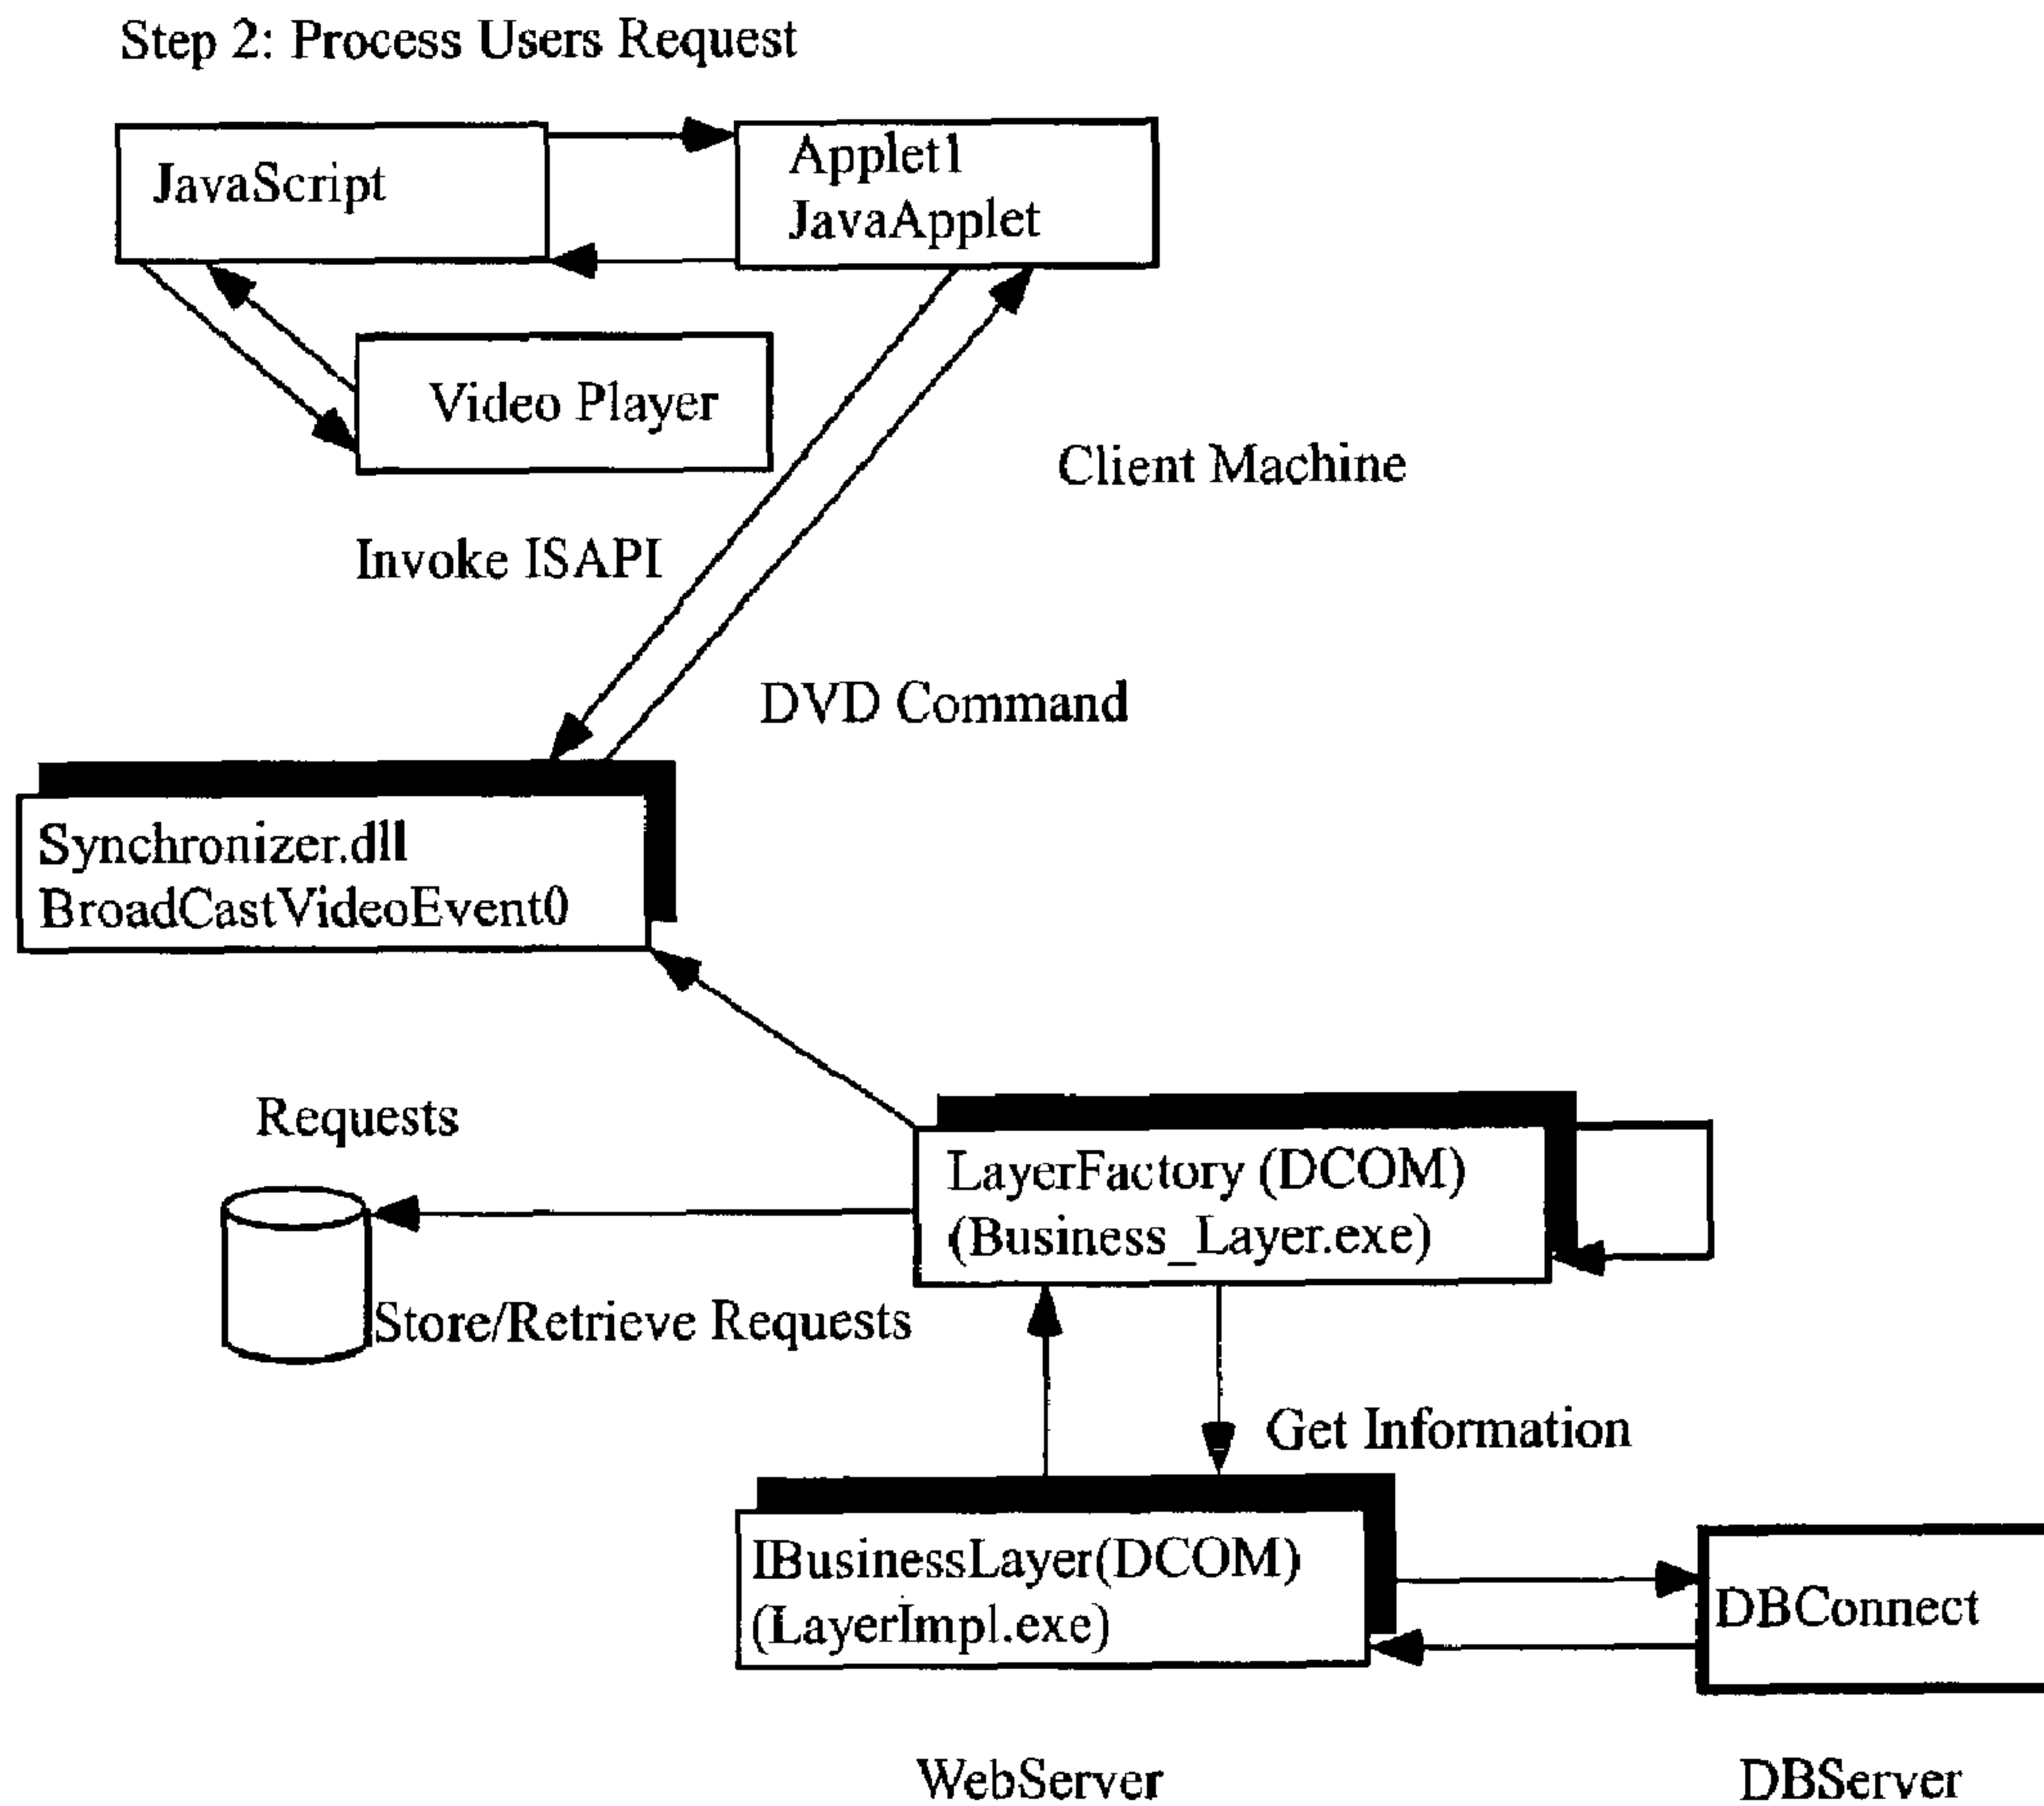 Step 2: Process Users Request
JavaScript
Applet1
JavaApplet
Video Player
Client Machine
Invoke ISAPI
DVD Command
Synchronizer.dll
BroadCastVideoEvent0
Requests
LayerFactory (DCOM)
(Business_Layer.exe)
Store/Retrieve Requests
Get Information
IBusinessLayer(DCOM)
(LayerImpl.exe)
DBConnect
WebServer
DBServer